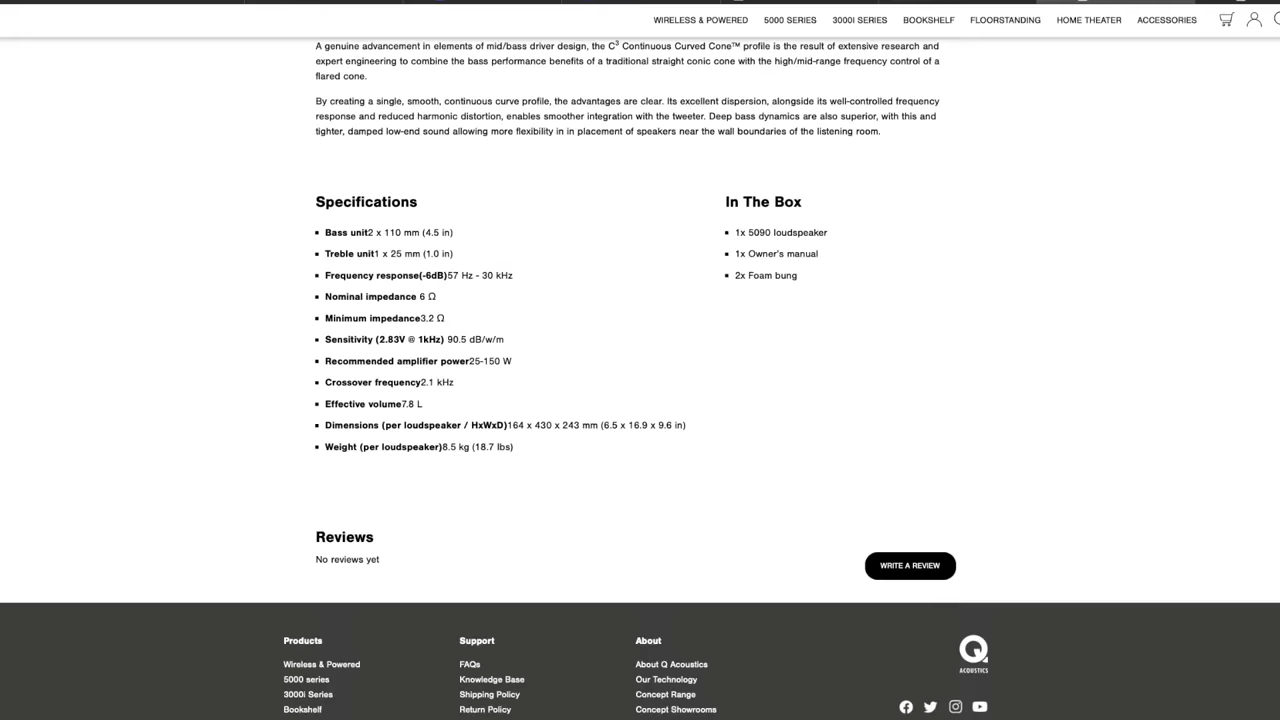 WIRELESS & POWERED 5000 SERIES 3000I SERIES BOOKSHELF FLOORSTANDING HOME THEATER ACCESSORIES
A genuine advancement in elements of mid/bass driver design, the C³ Continuous Curved Cone™ profile is the result of extensive research and
expert engineering to combine the bass performance benefits of a traditional straight conic cone with the high/mid-range frequency control of a
flared cone.
By creating a single, smooth, continuous curve profile, the advantages are clear. Its excellent dispersion, alongside its well-controlled frequency
response and reduced harmonic distortion, enables smoother integration with the tweeter. Deep bass dynamics are also superior, with this and
tighter, damped low-end sound allowing more flexibility in in placement of speakers near the wall boundaries of the listening room.
Specifications
Bass unit2 x 110 mm (4.5 in)
Treble unit1 x 25 mm (1.0 in)
Frequency response(-6dB)57 Hz - 30 kHz
Nominal impedance 6 Ω
Minimum impedance3.2 Ω
Sensitivity (2.83V @ 1kHz) 90.5 dB/w/m
Recommended amplifier power25-150 W
Crossover frequency2.1 kHz
Effective volume7.8 L
Dimensions (per loudspeaker / HxWxD)164 x 430 x 243 mm (6.5 x 16.9 x 9.6 in)
Weight (per loudspeaker)8.5 kg (18.7 lbs)
In The Box
1x 5090 loudspeaker
1x Owner's manual
2x Foam bung
Reviews
No reviews yet
WRITE A REVIEW
Products
Wireless & Powered
5000 series
3000i Series
Bookshelf
Support
FAQs
Knowledge Base
Shipping Policy
Return Policy
About
About Q Acoustics
Our Technology
Concept Range
Concept Showrooms
Q
ACOUSTICS